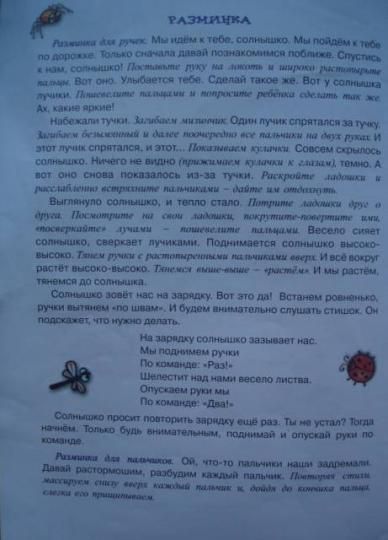 РАЗМИНКА
Разминка для ручек. Мы идём к тебе, солнышко. Мы пойдём к тебе
по дорожке. Только сначала давай познакомимся поближе. Спустись
к нам, солнышко! Поставьте руку на локоть и широко растопырьте
пальцы. Вот оно. Улыбается тебе. Сделай такое же. Вот у солнышка
лучики. Пошевелите пальцами и попросите ребёнка сделать так же.
Ах, какие яркие!
Набежали тучки. Загибаем мизинчик. Один лучик спрятался за тучку.
Загибаем безымянный и далее поочередно все пальчики на двух руках. И
этот лучик спрятался, и этот... Показываем кулачки. Совсем скрылось
солнышко. Ничего не видно (прижимаем кулачки к глазам), темно. А
вот оно снова показалось из-за тучки. Раскройте ладошки и
расслабленно встряхните пальчиками – дайте им отдохнуть.
Выглянуло солнышко, и тепло стало. Потрите ладошки друг о
друга. Посмотрите на свои ладошки, покрутите-повертите ими,
«посверкайте» лучами – пошевелите пальцами. Весело сияет
солнышко, сверкает лучиками. Поднимается солнышко высоко-
высоко. Тянем ручки с растопыренными пальчиками вверх. И всё вокруг
растёт высоко-высоко. Тянемся выше-выше – «растём». И мы растём,
тянемся до солнышка.
Солнышко зовёт нас на зарядку. Вот это да! Встанем ровненько,
ручки вытянем «по швам». И будем внимательно слушать стишок. Он
подскажет, что нужно делать.
На зарядку солнышко зазывает нас.
Мы поднимем ручки
По команде: «Раз!»
Шелестит над нами весело листва.
Опускаем руки мы
По команде: «Два!»
Солнышко просит повторить зарядку ещё раз. Ты не устал? Тогда
начнём. Только будь внимательным, поднимай и опускай руки по
команде.
Разминка для пальчиков. Ой, что-то пальчики наши задремали.
Давай растормошим, разбудим каждый пальчик. Повторяя стихи,
массируем снизу вверх каждый пальчик и, дойдя до кончика пальца,
слегка его прищипываем.